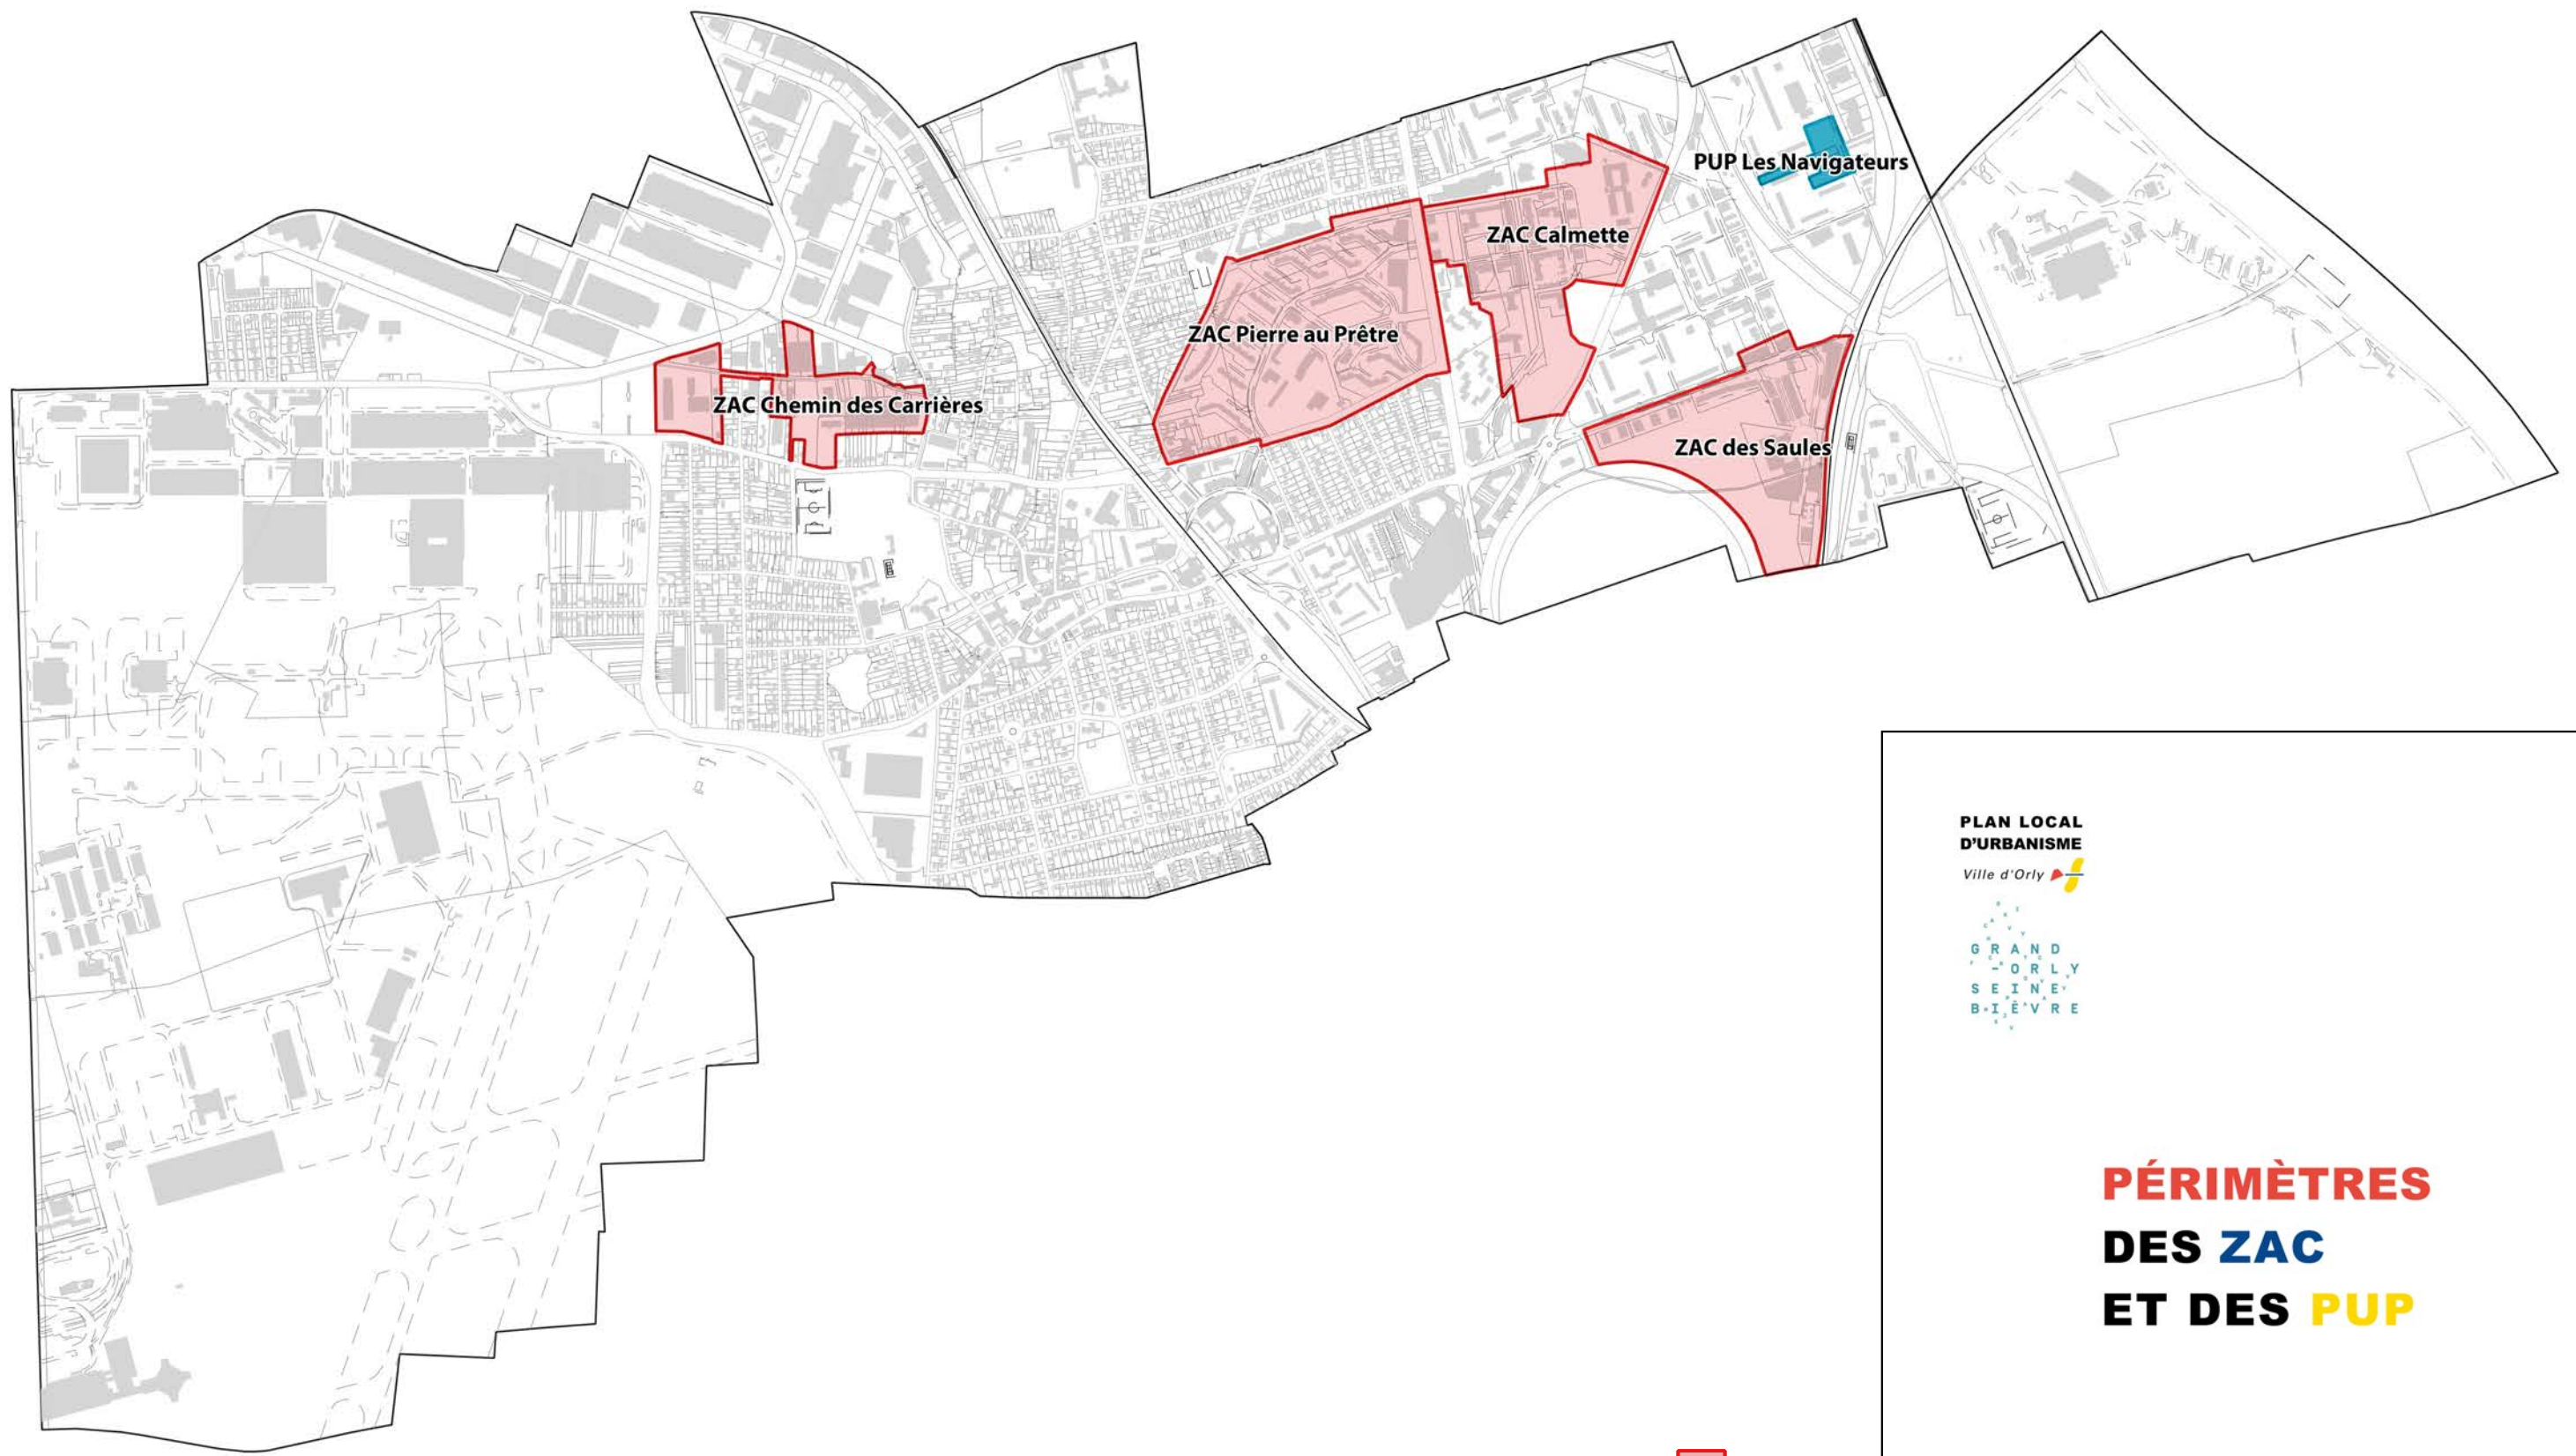 PUP Les Navigateurs
ZAC Calmette
ZAC Pierre au Prêtre
ZAC Chemin des Carrières
ZAC des Saules
PLAN LOCAL
D'URBANISME
Ville d'Orly
GRAND
-ORLY
SEINE
BIÈVRE
PÉRIMÈTRES
DES ZAC
ET DES PUP